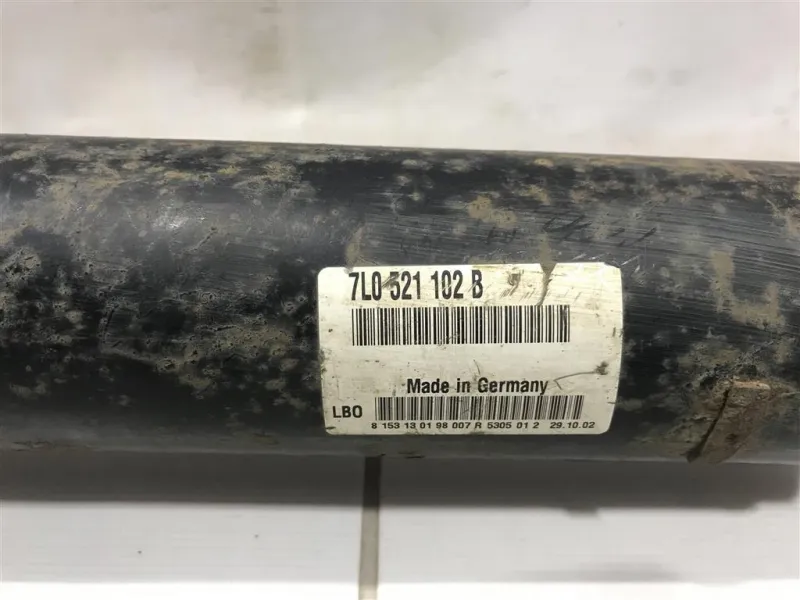 7L0 521 102 B
Made in Germany
LBO
8 153 13 01 98 007 R 5305 01 2 29.10.02